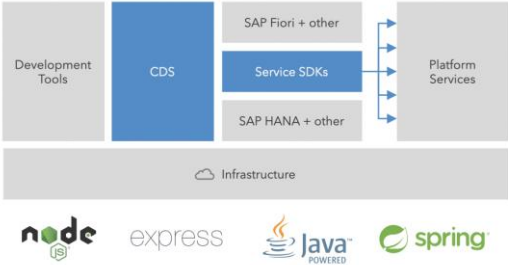 Development
Tools
CDS
SAP Fiori + other
Service SDKs
SAP HANA + other
Platform
Services
Infrastructure
node
JS
express
Java™
POWERED
spring